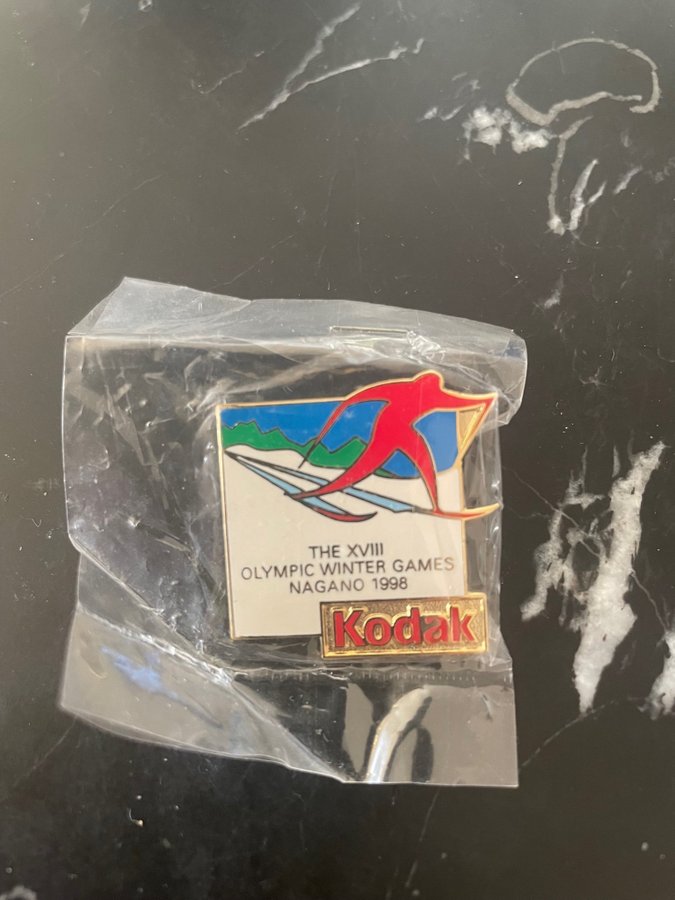 THE XVIII
OLYMPIC WINTER GAMES
NAGANO 1998
Kodak